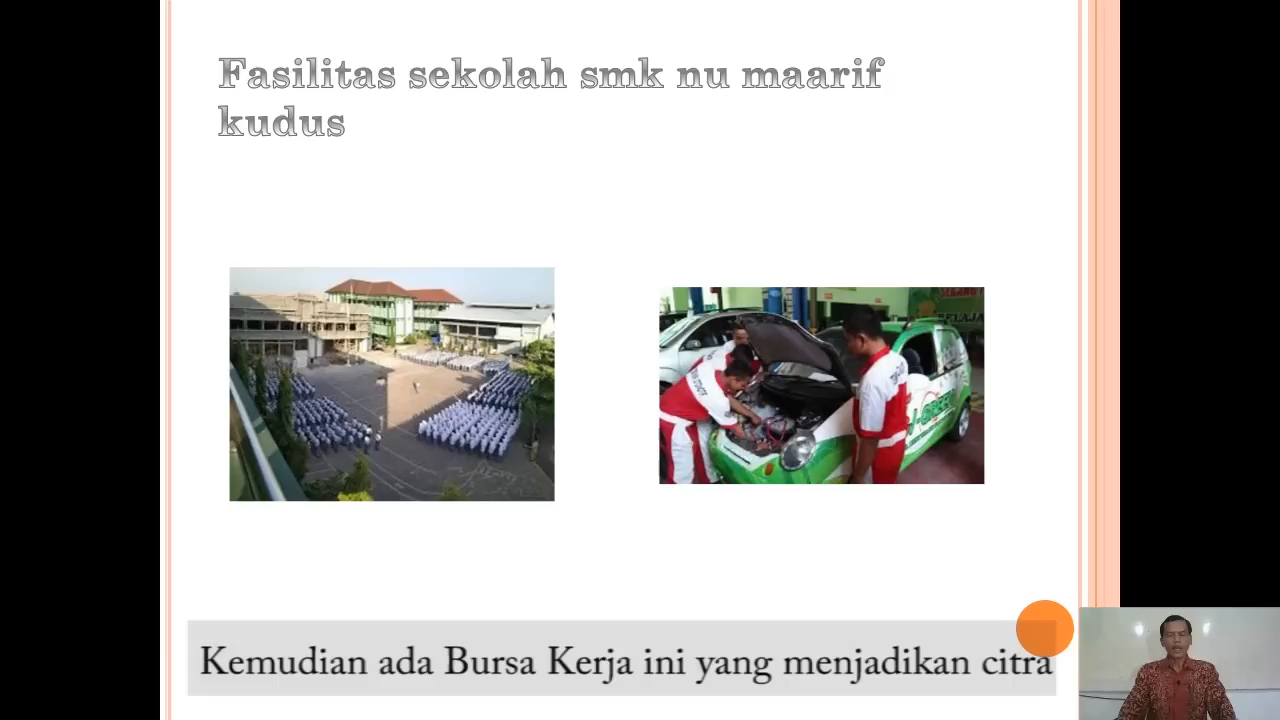 Fasilitas sekolah smk nu maarif
kudus
Kemudian ada Bursa Kerja ini yang menjadikan citra